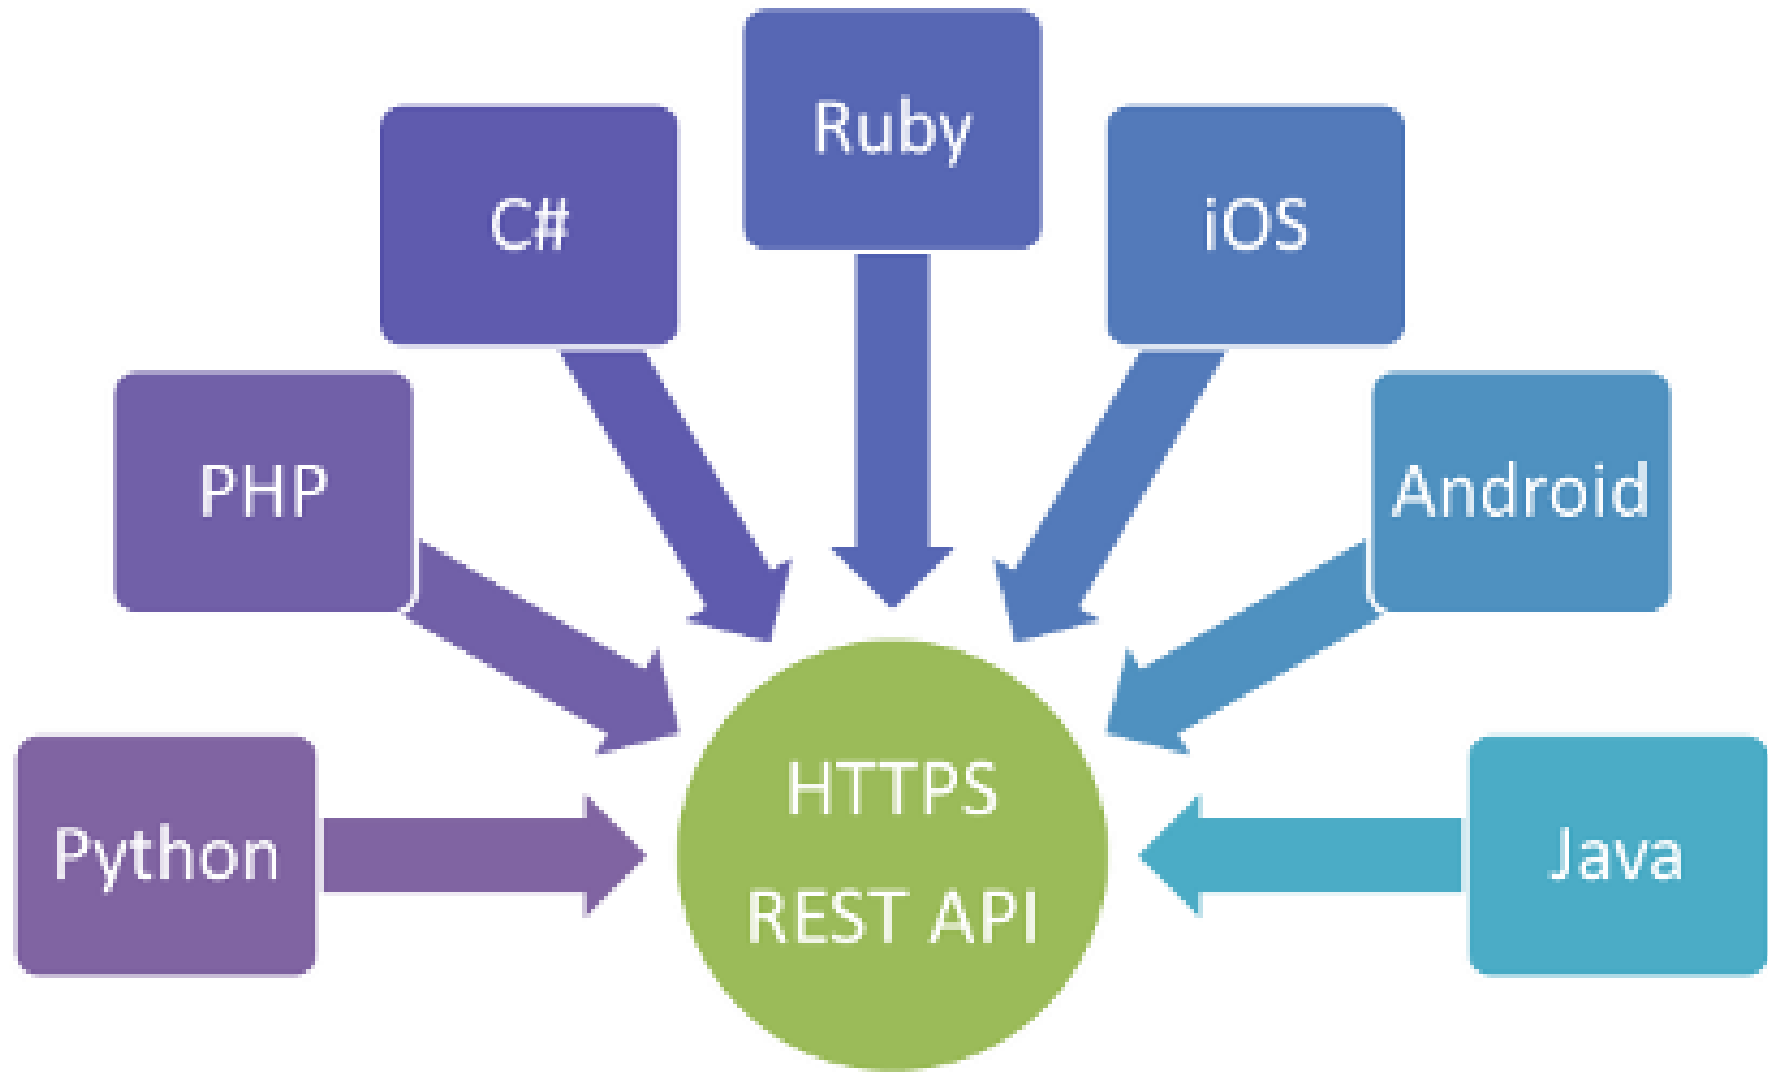 Ruby
C#
iOS
PHP
Android
HTTPS
REST API
Python
Java